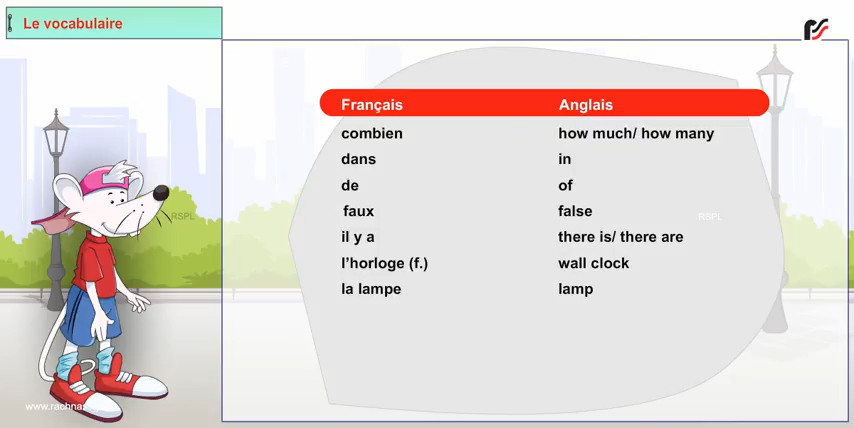 Le vocabulaire
Français Anglais
combien how much/ how many
dans in
de of
faux false
il y a there is/ there are
l'horloge (f.) wall clock
la lampe lamp
RSPL
RSPL